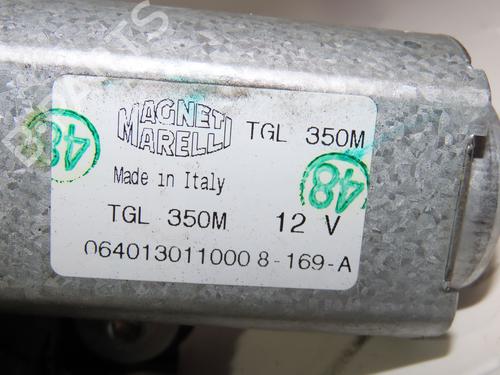 MAGNETI
MARELLI
TGL 350M
48
48
Made in Italy
TGL 350M 12 V
064013011000 8-169-A